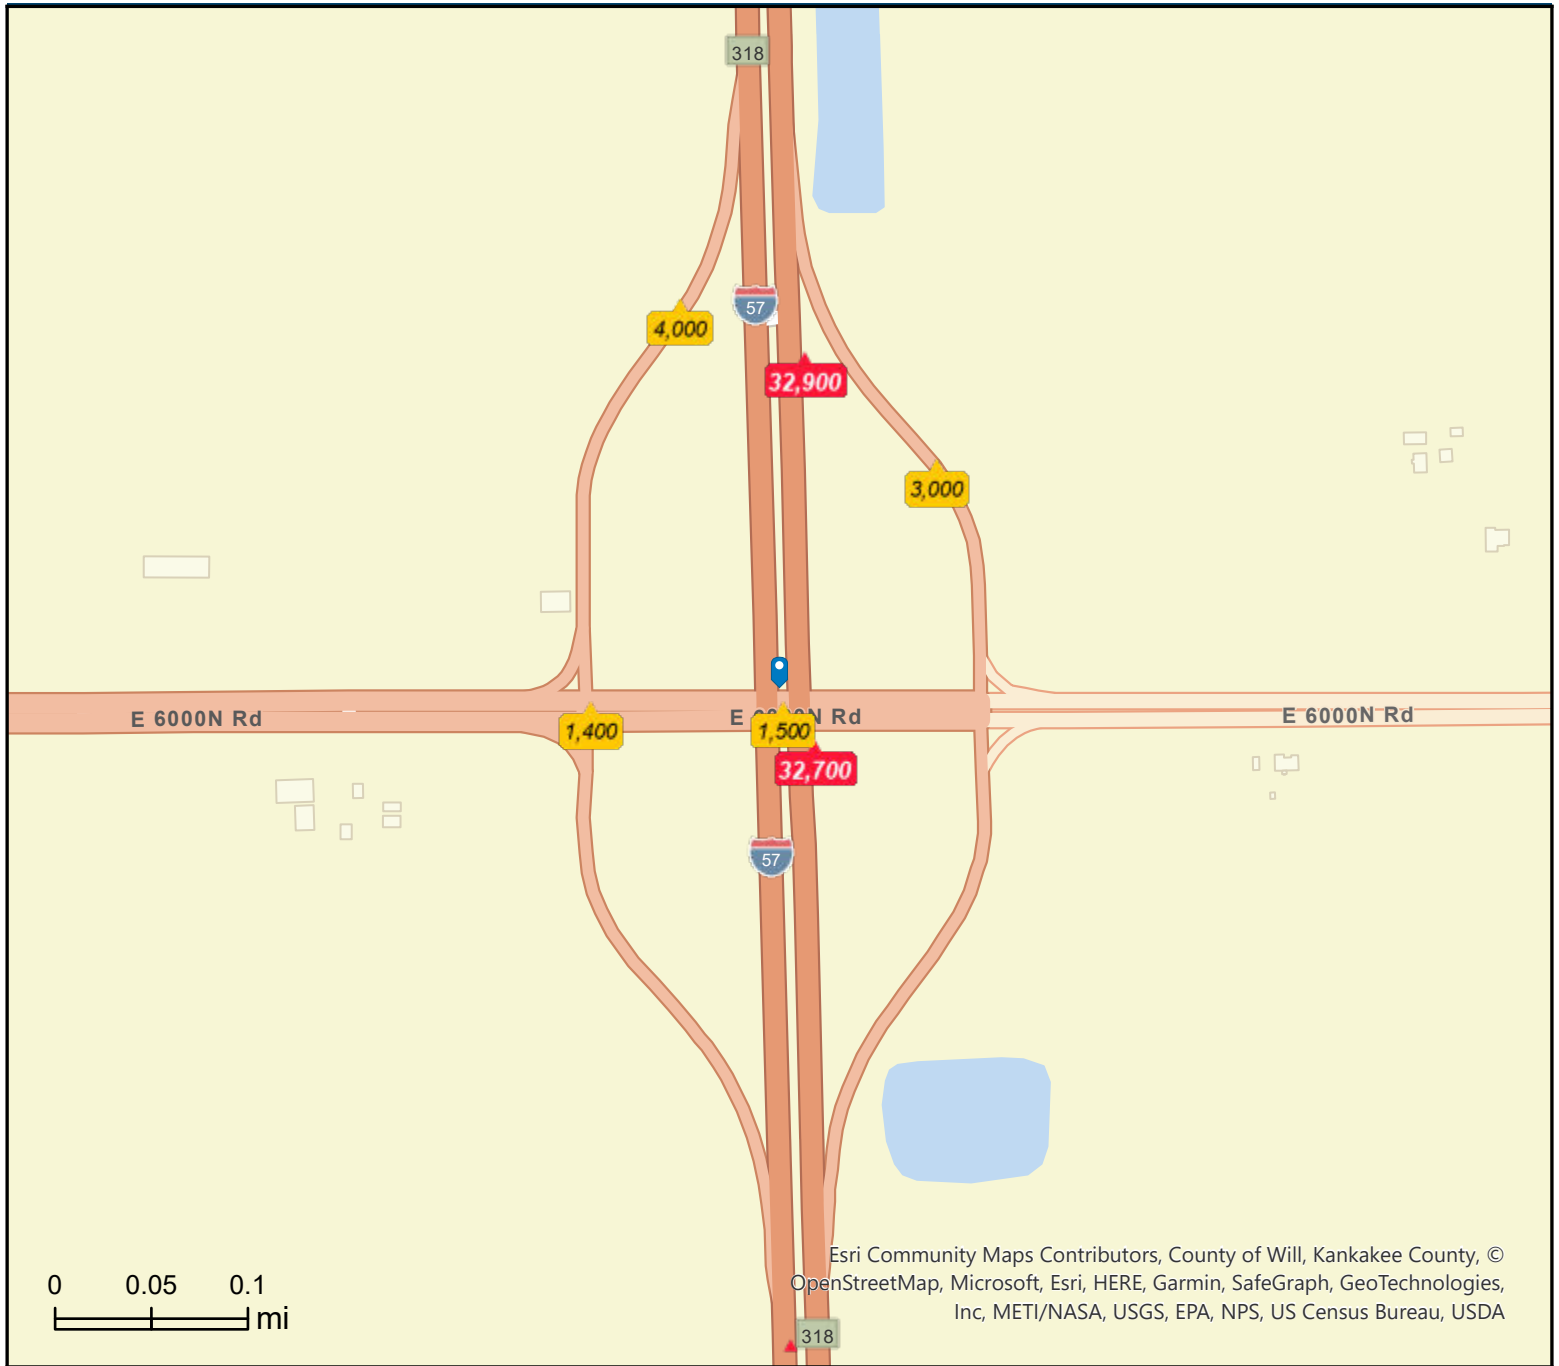 318
57
4,000
32,900
3,000
E 6000N Rd
E 6000N Rd
E 6000N Rd
1,400
1,500
32,700
57
Esri Community Maps Contributors, County of Will, Kankakee County, ©
OpenStreetMap, Microsoft, Esri, HERE, Garmin, SafeGraph, GeoTechnologies,
Inc, METI/NASA, USGS, EPA, NPS, US Census Bureau, USDA
0 0.05 0.1
mi
318